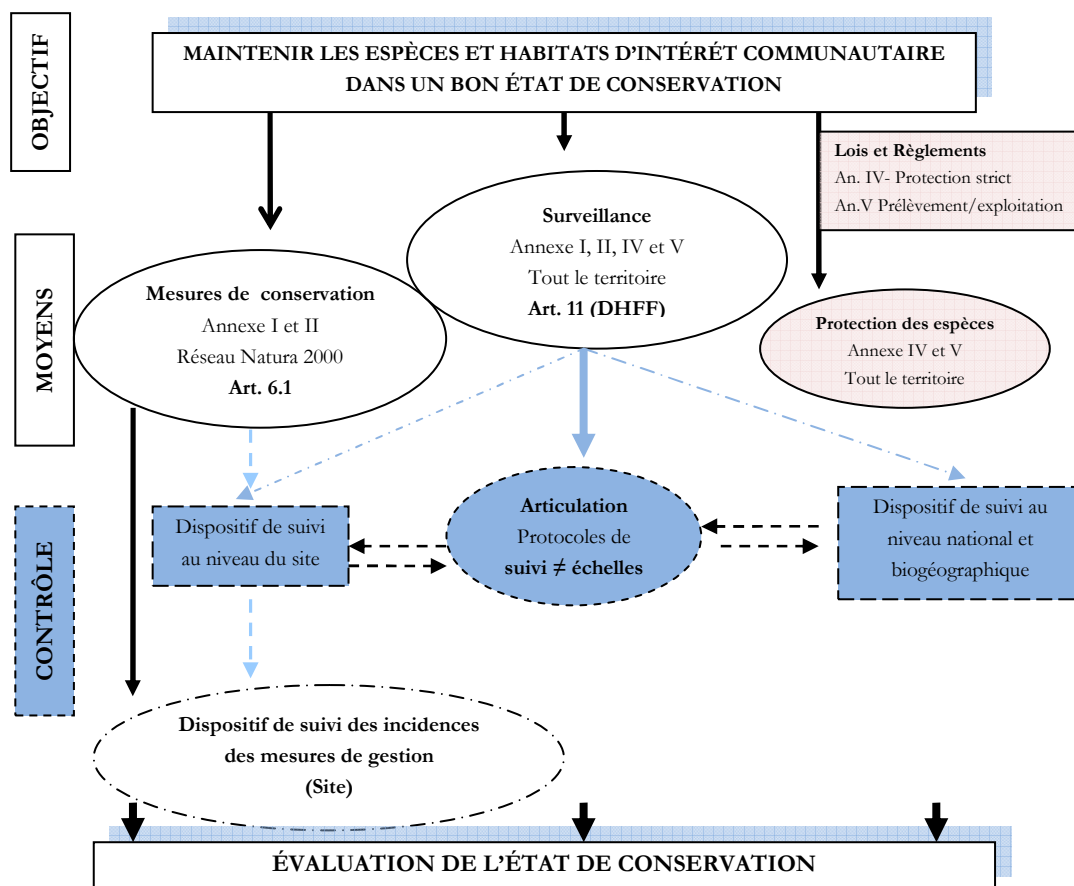 OBJECTIF
MAINTENIR LES ESPÈCES ET HABITATS D'INTÉRÉT COMMUNAUTAIRE
DANS UN BON ÉTAT DE CONSERVATION
Lois et Règlements
An. IV- Protection strict
An.V Prélèvement/exploitation
MOYENS
Mesures de conservation
Annexe I et II
Réseau Natura 2000
Art. 6.1
Surveillance
Annexe I, II, IV et V
Tout le territoire
Art. 11 (DHFF)
Protection des espèces
Annexe IV et V
Tout le territoire
CONTRÔLE
Dispositif de suivi
au niveau du site
Articulation
Protocoles de
suivi ≠ échelles
Dispositif de suivi au
niveau national et
biogéographique
Dispositif de suivi des incidences
des mesures de gestion
(Site)
ÉVALUATION DE L'ÉTAT DE CONSERVATION